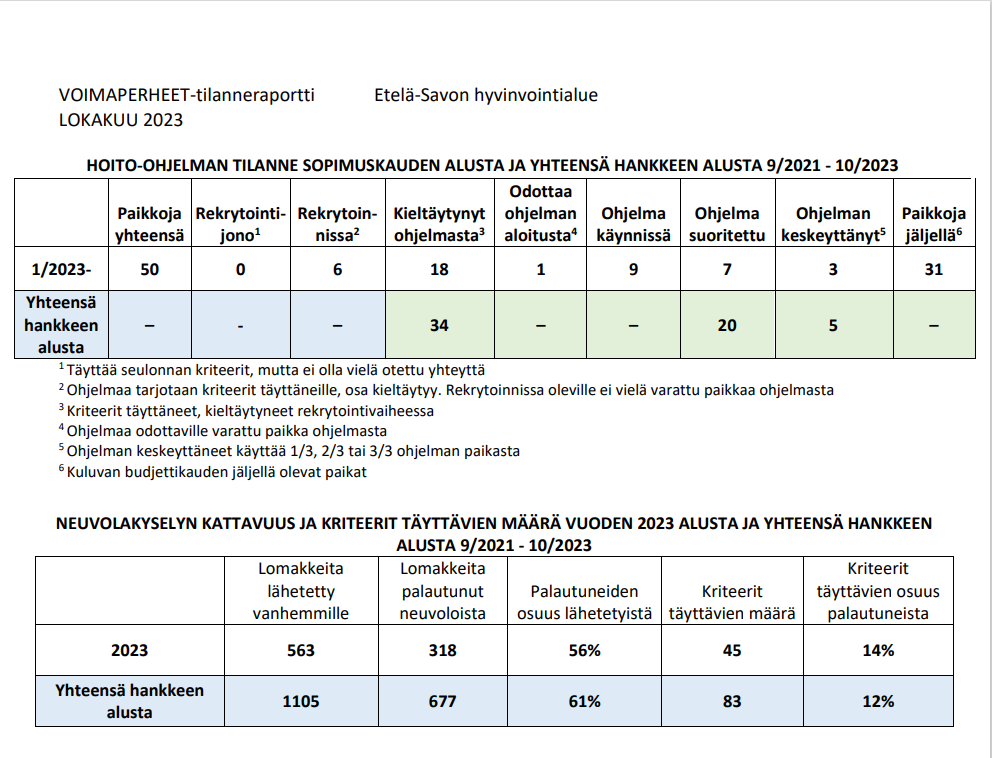 VOIMAPERHEET-tilanneraportti Etelä-Savon hyvinvointialue
LOKAKUU 2023
HOITO-OHJELMAN TILANNE SOPIMUSKAUDEN ALUSTA JA YHTEENSÄ HANKKEEN ALUSTA 9/2021 - 10/2023
Paikkoja yhteensä Rekrytointi-jono¹ Rekrytoin-nissa² Kieltäytynyt ohjelmasta³ Odottaa ohjelman aloitusta⁴ Ohjelma käynnissä Ohjelma suoritettu Ohjelman keskeyttänyt⁵ Paikkoja jäljellä⁶
1/2023- 50 0 6 18 1 9 7 3 31
Yhteensä hankkeen alusta – - – 34 – – 20 5 –
¹ Täyttää seulonnan kriteerit, mutta ei olla vielä otettu yhteyttä
² Ohjelmaa tarjotaan kriteerit täyttäneille, osa kieltäytyy. Rekrytoinnissa oleville ei vielä varattu paikkaa ohjelmasta
³ Kriteerit täyttäneet, kieltäytyneet rekrytointivaiheessa
⁴ Ohjelmaa odottaville varattu paikka ohjelmasta
⁵ Ohjelman keskeyttäneet käyttää 1/3, 2/3 tai 3/3 ohjelman paikasta
⁶ Kuluvan budjettikauden jäljellä olevat paikat
NEUVOLAKYSELYN KATTAVUUS JA KRITEERIT TÄYTTÄVIEN MÄÄRÄ VUODEN 2023 ALUSTA JA YHTEENSÄ HANKKEEN
ALUSTA 9/2021 - 10/2023
Lomakkeita lähetetty vanhemmille Lomakkeita palautunut neuvoloista Palautuneiden osuus lähetetyistä Kriteerit täyttävien määrä Kriteerit täyttävien osuus palautuneista
2023 563 318 56% 45 14%
Yhteensä hankkeen alusta 1105 677 61% 83 12%